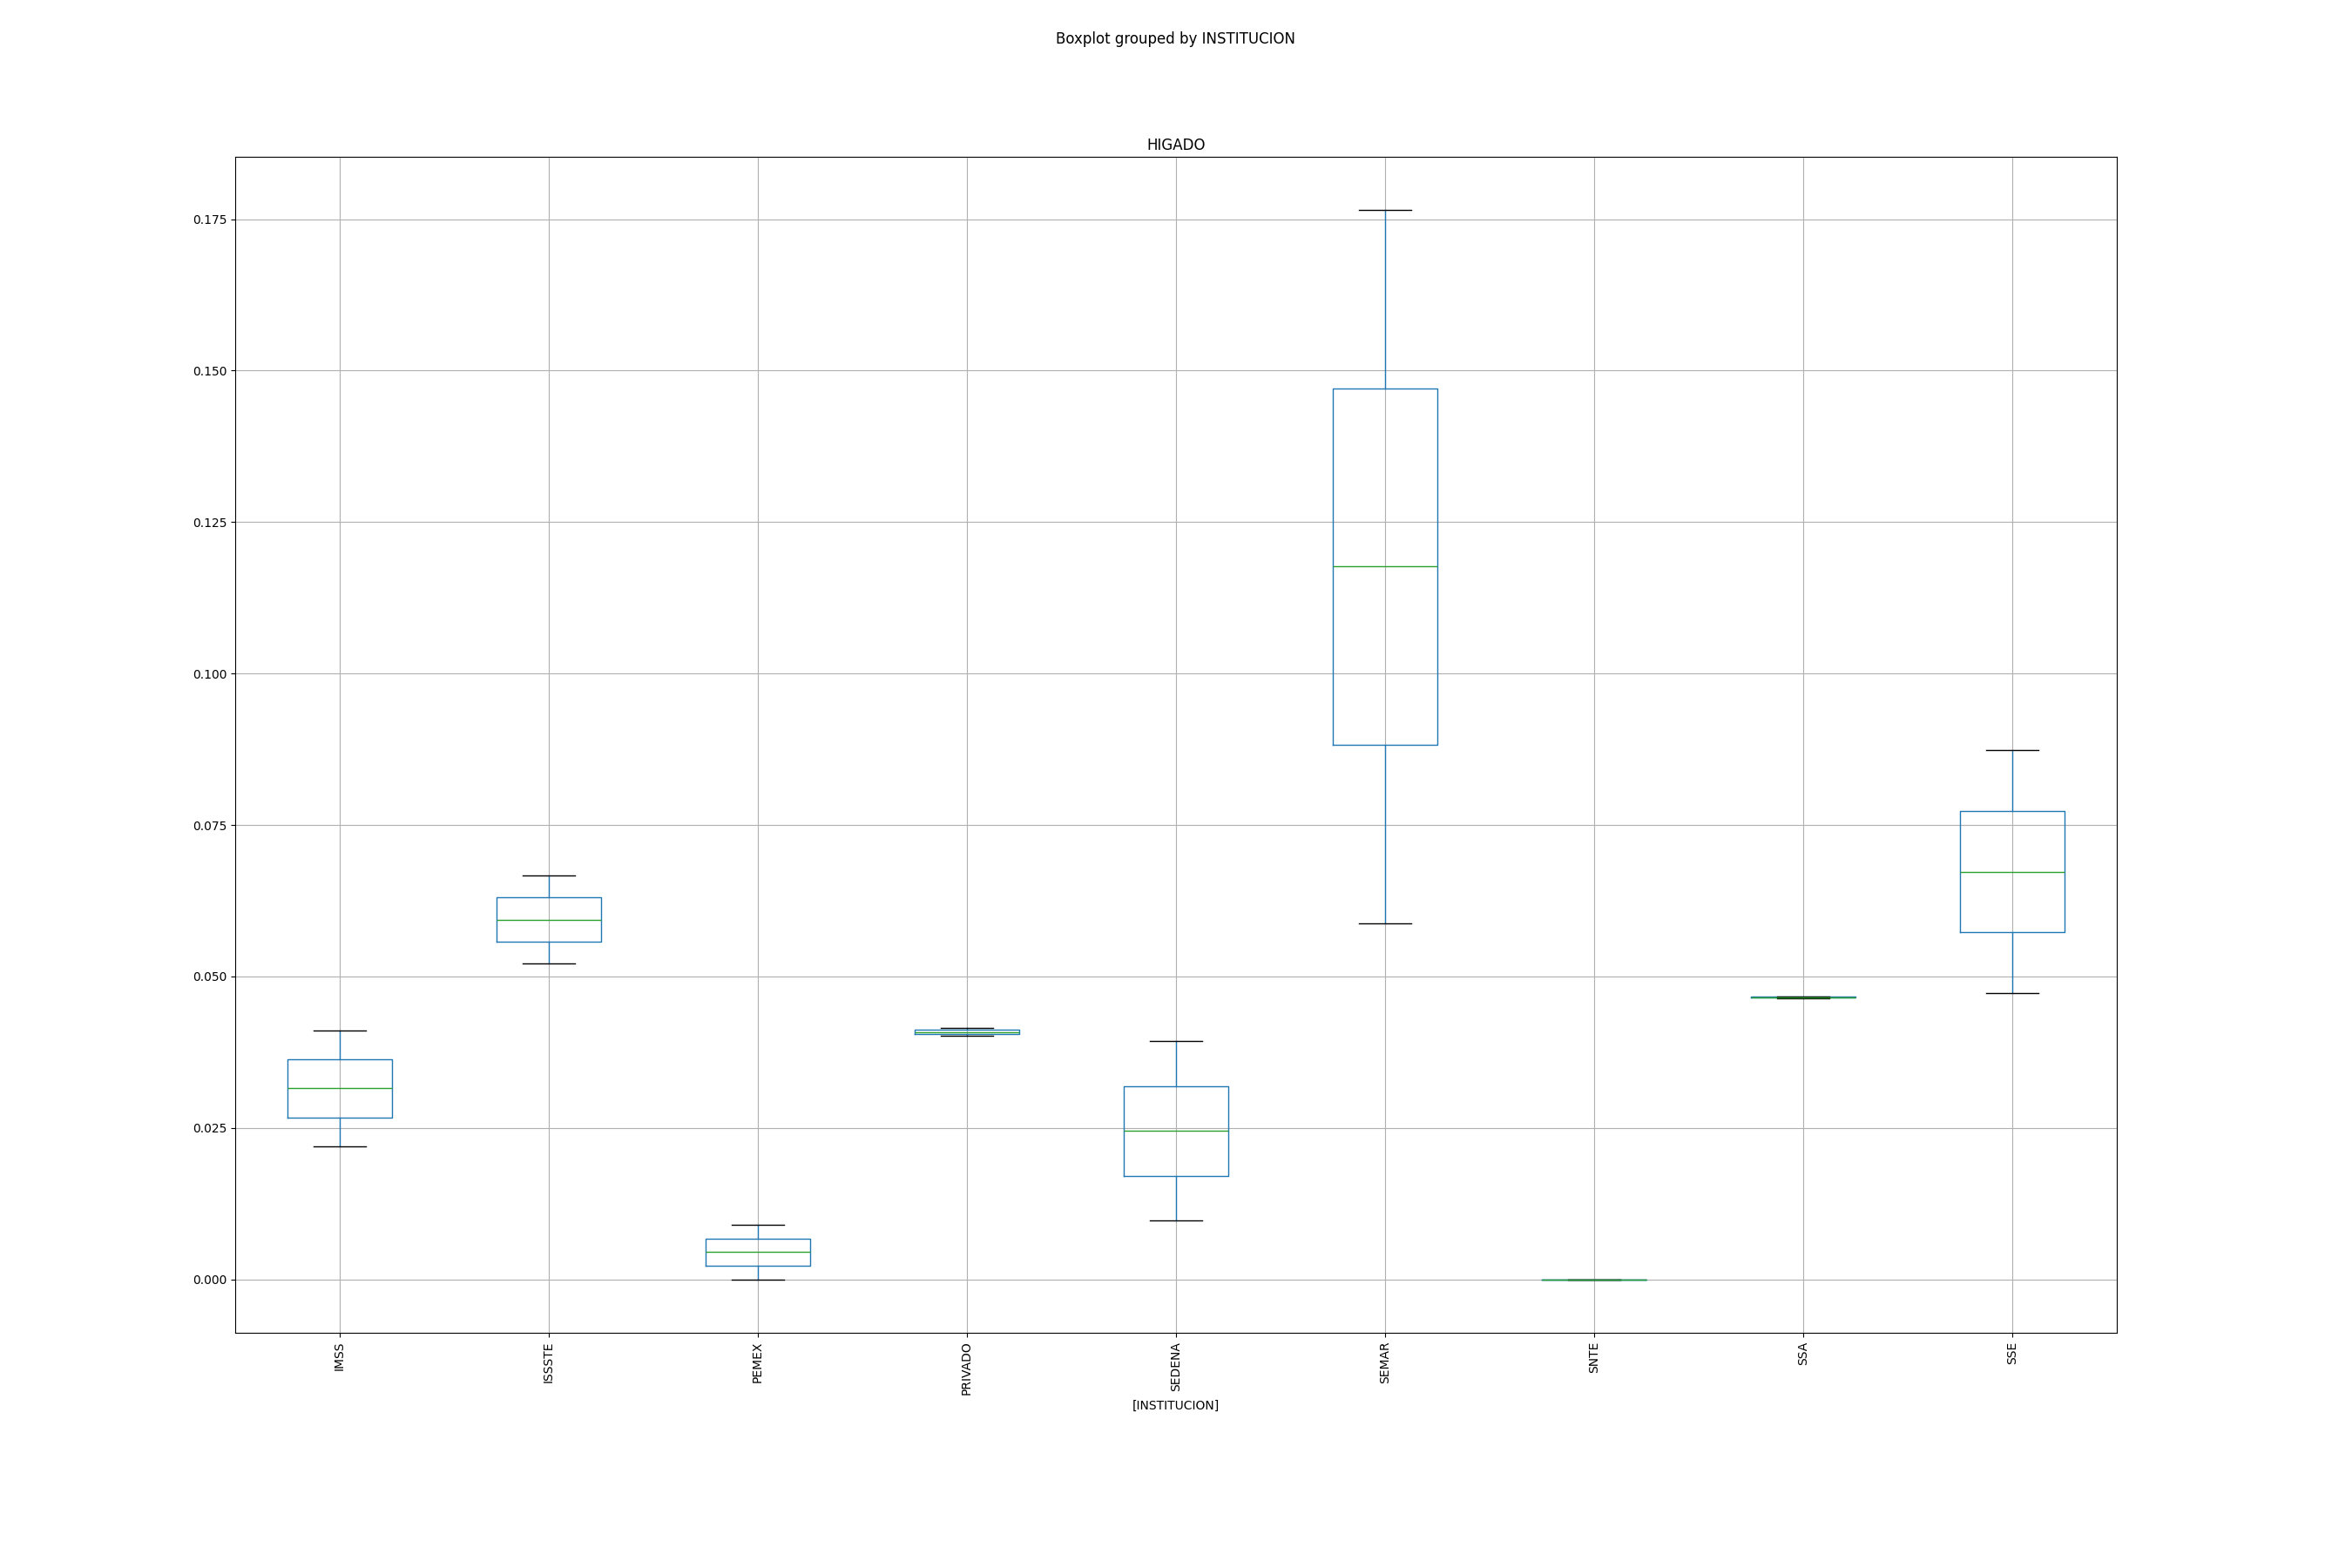 Boxplot grouped by INSTITUCION
HIGADO
0.175
0.150
0.125
0.100
0.075
0.050
0.025
0.000
IMSS
ISSSTE
PEMEX
PRIVADO
SEDENA
SEMAR
SNTE
SSA
SSE
[INSTITUCION]